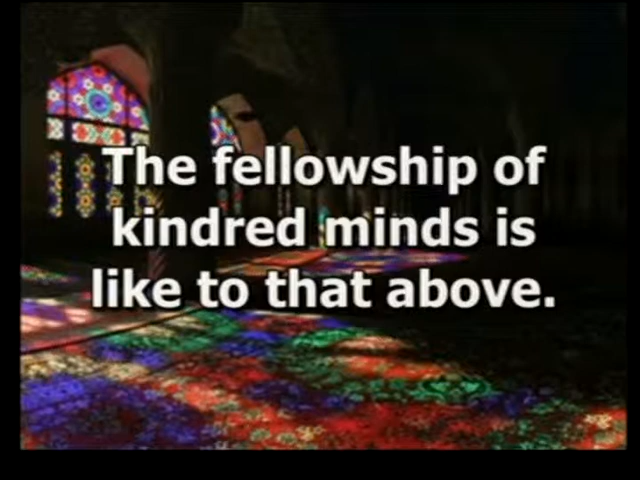 The fellowship of
kindred minds is
like to that above.